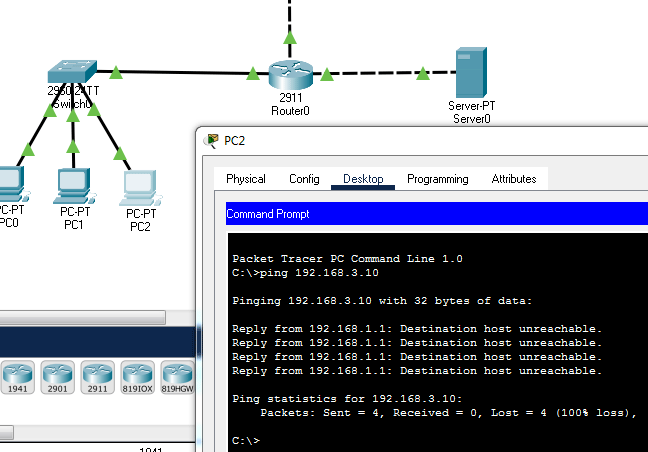 2950-24TT
Switch0
2911
Router0
Server-PT
Server0
PC-PT
PC0
PC-PT
PC1
PC-PT
PC2
PC2
Physical Config Desktop Programming Attributes
Command Prompt
Packet Tracer PC Command Line 1.0
C:\>ping 192.168.3.10
Pinging 192.168.3.10 with 32 bytes of data:
Reply from 192.168.1.1: Destination host unreachable.
Reply from 192.168.1.1: Destination host unreachable.
Reply from 192.168.1.1: Destination host unreachable.
Reply from 192.168.1.1: Destination host unreachable.
Ping statistics for 192.168.3.10:
Packets: Sent = 4, Received = 0, Lost = 4 (100% loss),
C:\>
1941 2901 2911 819IOX 819HGW
1941